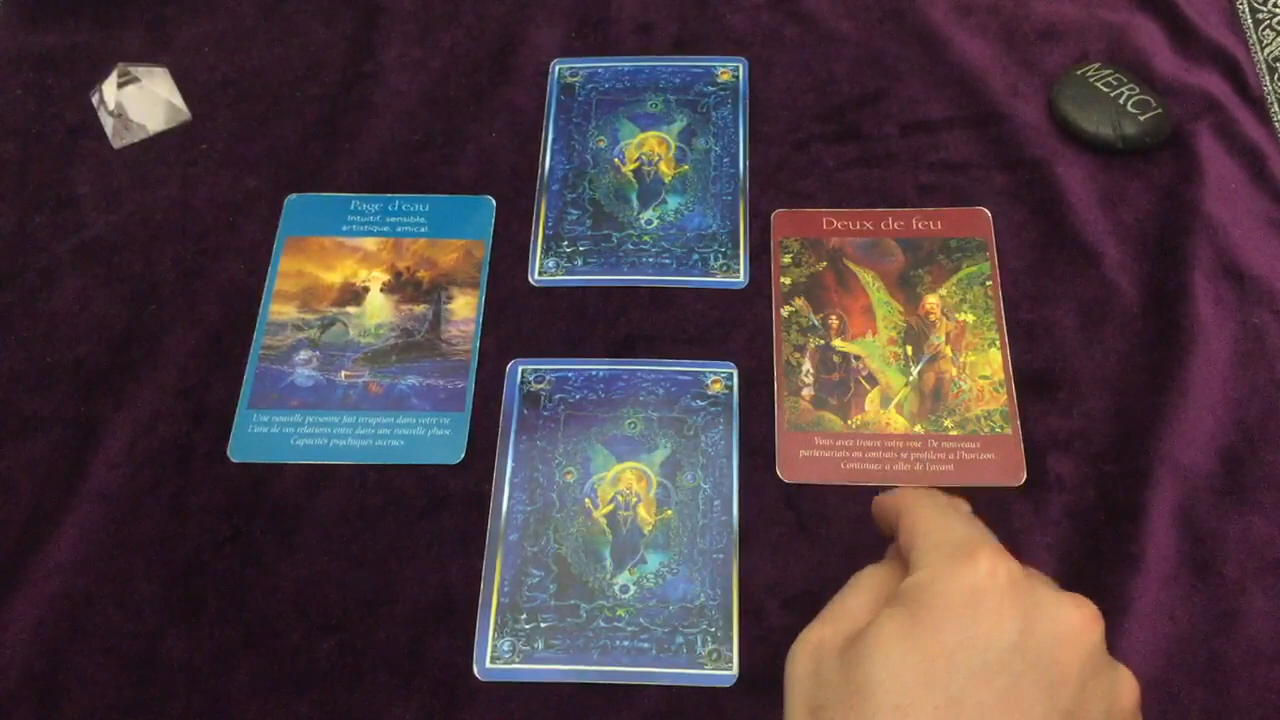 MERCI
Page d'eau
Intuitif, sensible,
artistique, amical.
Une nouvelle personne fait irruption dans votre vie
L'une de vos relations entre dans une nouvelle phase.
Capacités psychiques accrues
Deux de feu
Vous avez trouvé votre voie. De nouveaux
partenariats ou contrats se profilent à l'horizon.
Continuez à aller de l'avant